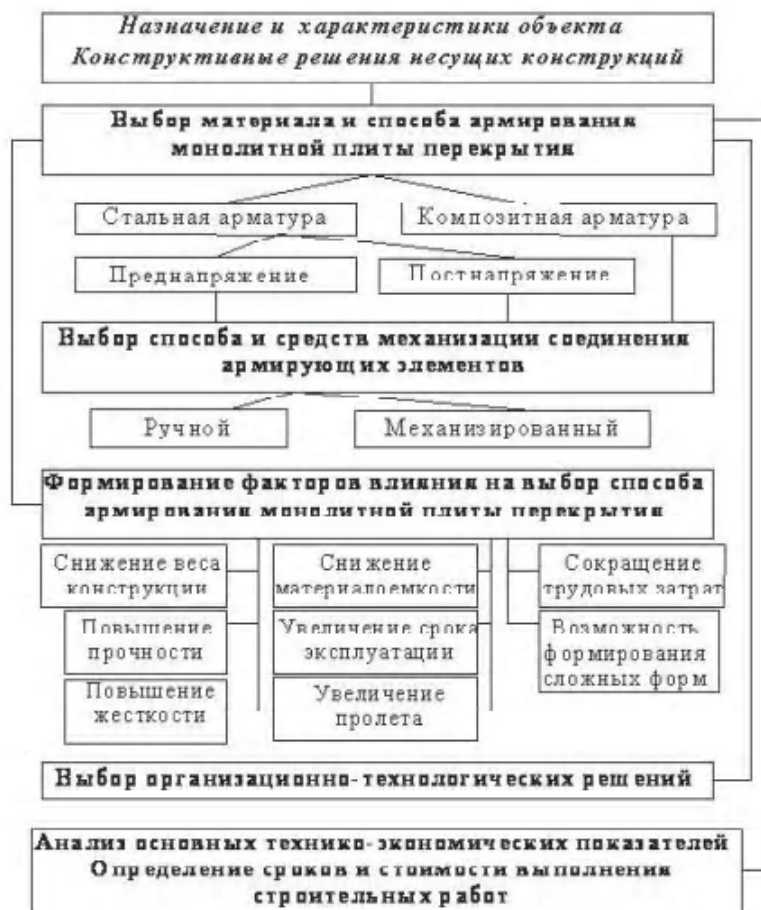 Назначение и характеристики объекта
Конструктивные решения несущих конструкций
Выбор материала и способа армирования
монолитной плиты перекрытия
Стальная арматура
Композитная арматура
Преднапряжение
Постнапряжение
Выбор способа и средств механизации соединения
армирующих элементов
Ручной
Механизированный
Формирование факторов влияния на выбор способа
армирования монолитной плиты перекрытия
Снижение веса
конструкции
Снижение
материалоемкости
Сокращение
трудовых затрат
Повышение
прочности
Увеличение срока
эксплуатации
Возможность
формирования
сложных форм
Повышение
жесткости
Увеличение
пролета
Выбор организационно-технологических решений
Анализ основных технико-экономических показателей
Определение сроков и стоимости выполнения
строительных работ